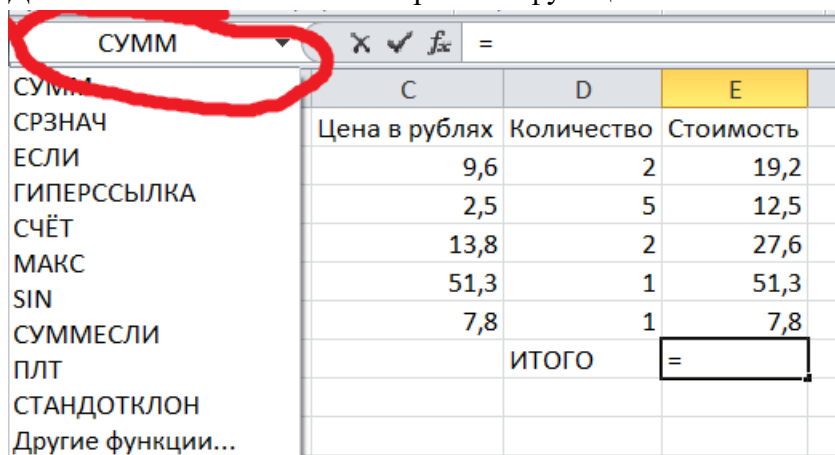 СУММ fx =
СУММ
СРЗНАЧ
ЕСЛИ
ГИПЕРССЫЛКА
СЧЁТ
МАКС
SIN
СУММЕСЛИ
ПЛТ
СТАНДОТКЛОН
Другие функции...
C D E
Цена в рублях Количество Стоимость
9,6 2 19,2
2,5 5 12,5
13,8 2 27,6
51,3 1 51,3
7,8 1 7,8
ИТОГО =